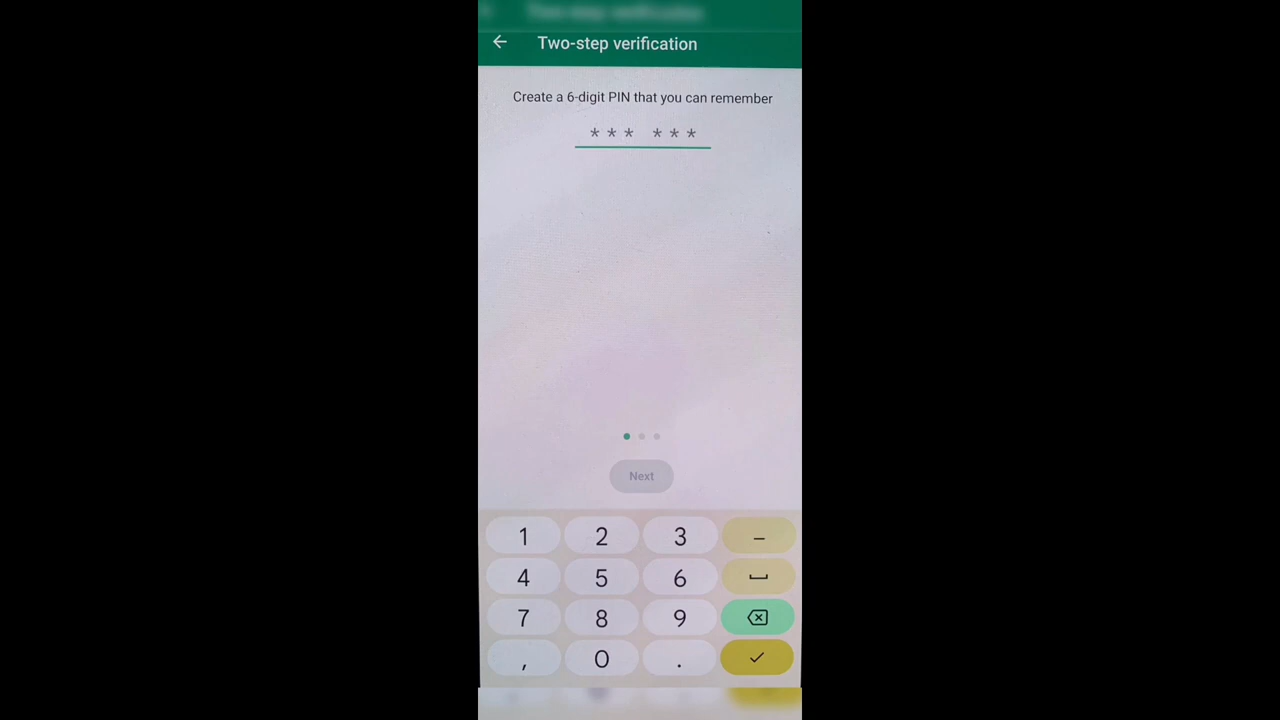 Two-step verification
Create a 6-digit PIN that you can remember
*** ***
Next
1 2 3 –
4 5 6
7 8 9
, 0 .